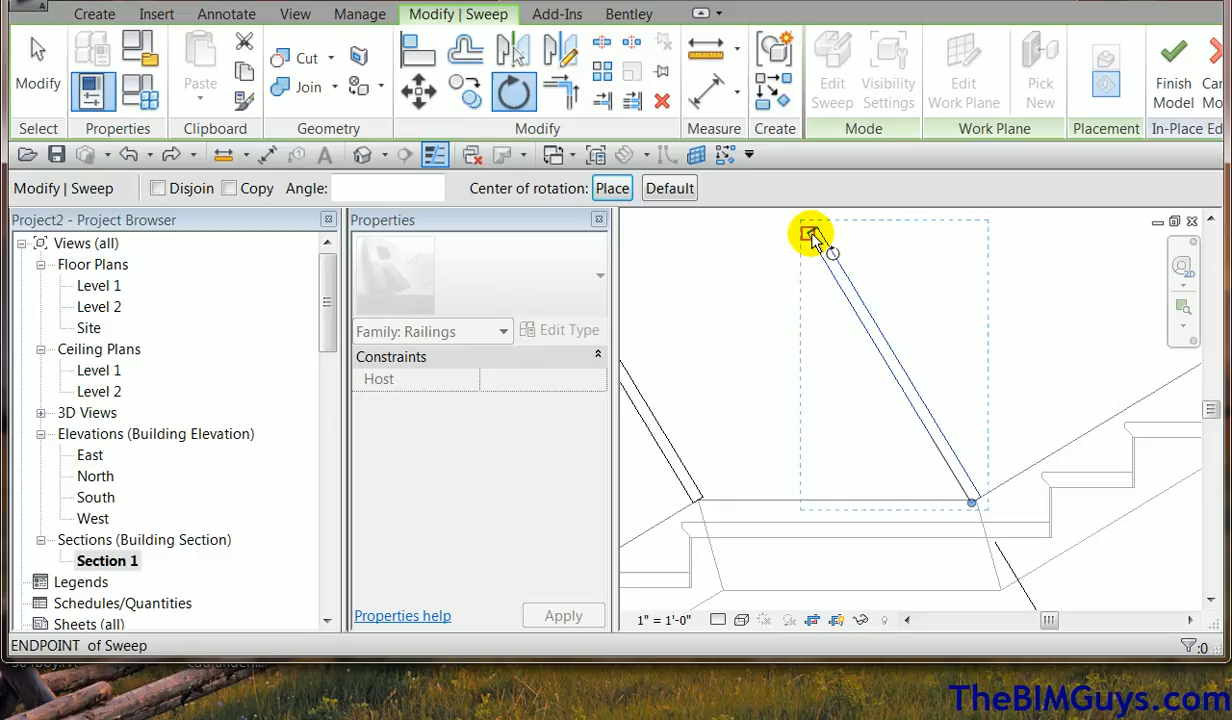 Create Insert Annotate View Manage Modify | Sweep Add-Ins Bentley
Modify
Paste
Cut
Join
Edit Sweep
Visibility Settings
Edit Work Plane
Pick New
Finish Model
Select Properties Clipboard Geometry Modify Measure Create Mode Work Plane Placement In-Place Ed
Modify | Sweep Disjoin Copy Angle: Center of rotation: Place Default
Project2 - Project Browser
Views (all)
Floor Plans
Level 1
Level 2
Site
Ceiling Plans
Level 1
Level 2
3D Views
Elevations (Building Elevation)
East
North
South
West
Sections (Building Section)
Section 1
Legends
Schedules/Quantities
Sheets (all)
Properties
Family: Railings
Edit Type
Constraints
Host
Properties help
Apply
2D
1" = 1'-0"
ENDPOINT of Sweep
:0
TheBIMGuys.com